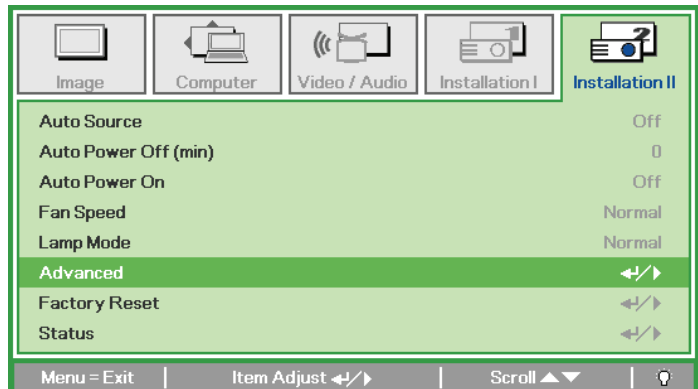 Image Computer Video / Audio Installation I Installation II
Auto Source Off
Auto Power Off (min) 0
Auto Power On Off
Fan Speed Normal
Lamp Mode Normal
Advanced
Factory Reset
Status
Menu = Exit Item Adjust Scroll